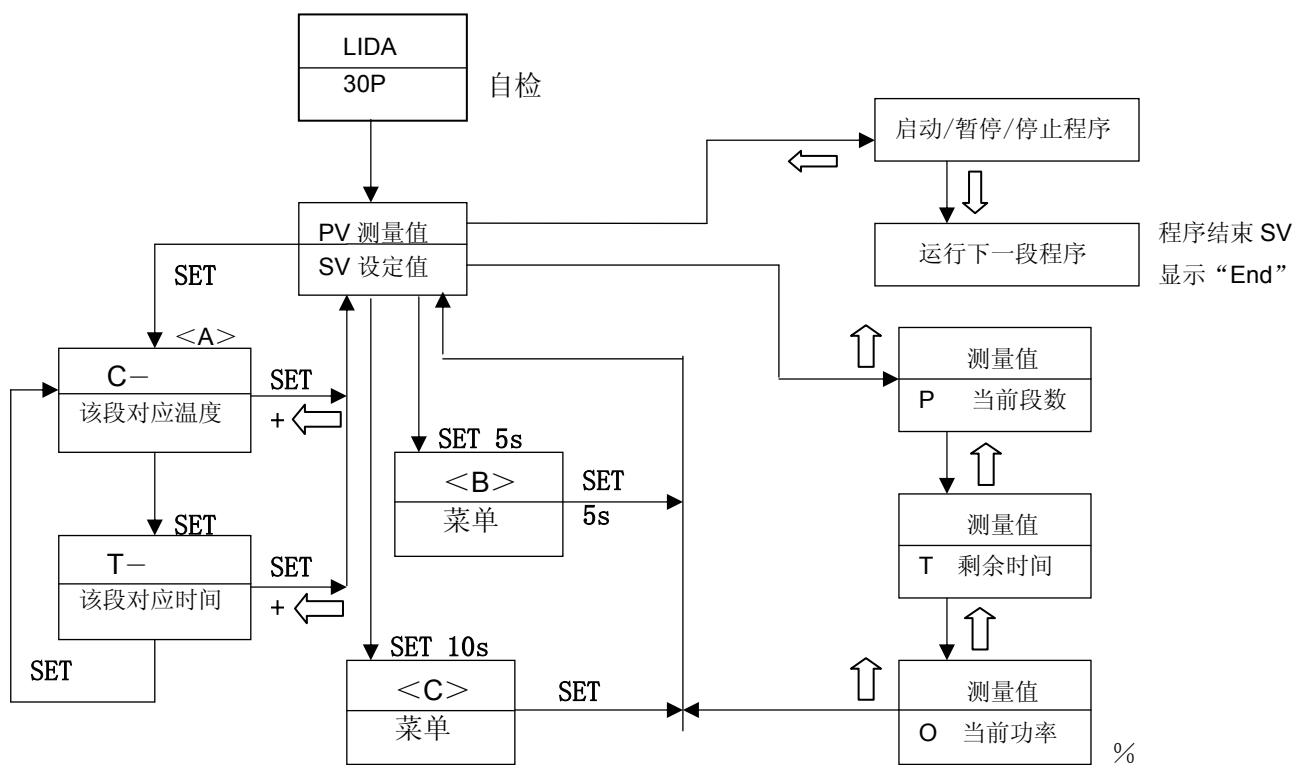 LIDA
30P
自检
启动/暂停/停止程序
PV 测量值
SV 设定值
运行下一段程序
程序结束 SV
显示“End”
SET
＜A＞
C—
该段对应温度
SET
+
测量值
P 当前段数
SET 5s
＜B＞
菜单
SET
5s
SET
T—
该段对应时间
SET
+
测量值
T 剩余时间
SET
SET 10s
＜C＞
菜单
SET
测量值
O 当前功率
%